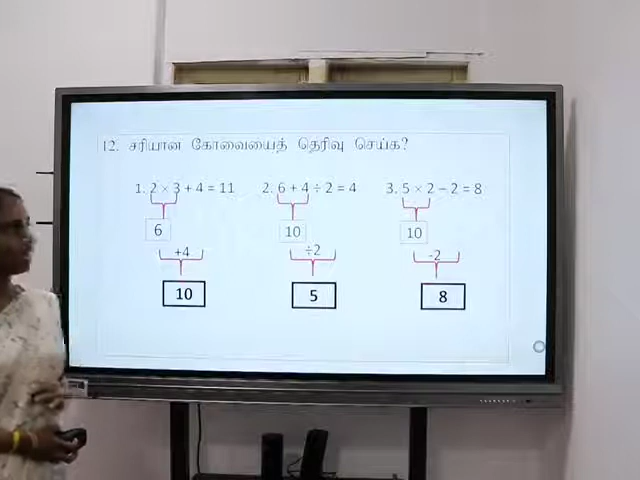 12. சரியான கோவையைத் தெரிவு செய்க?
1. 2 × 3 + 4 = 11 2. 6 + 4 ÷ 2 = 4 3. 5 × 2 – 2 = 8
6 10 10
+4 ÷2 -2
10 5 8